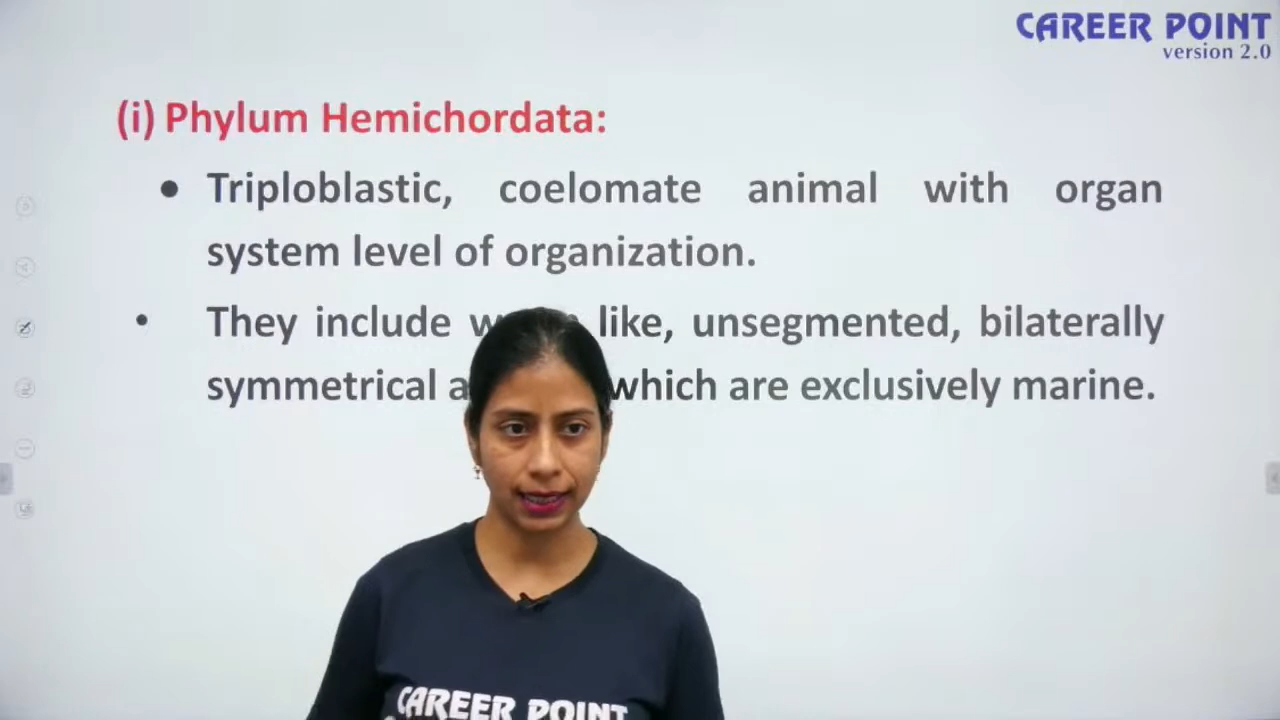 CAREER POINT
version 2.0
(i) Phylum Hemichordata:
● Triploblastic, coelomate animal with organ
system level of organization.
• They include like, unsegmented, bilaterally
symmetrical which are exclusively marine.
CAREER POINT